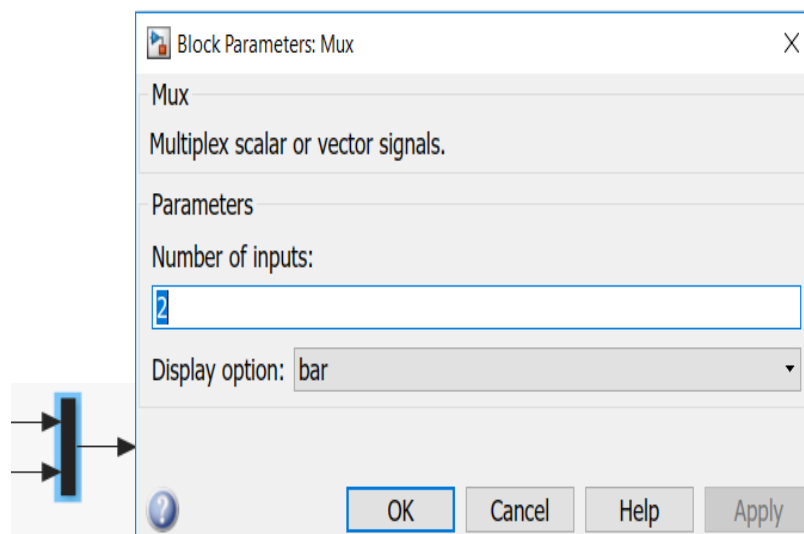 Block Parameters: Mux
Mux
Multiplex scalar or vector signals.
Parameters
Number of inputs:
2
Display option: bar
OK Cancel Help Apply